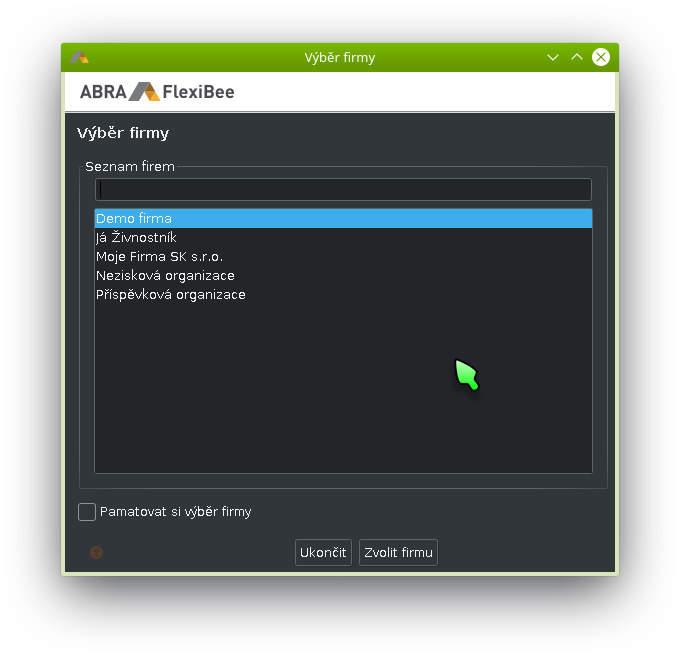 Výběr firmy
ABRA FlexiBee
Výběr firmy
Seznam firem
Demo firma
Já Živnostník
Moje Firma SK s.r.o.
Nezisková organizace
Příspěvková organizace
Pamatovat si výběr firmy
? Ukončit Zvolit firmu